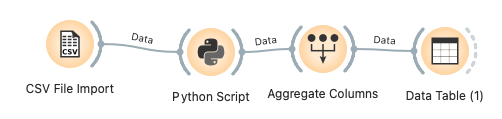 Data
Data
Data
CSV
CSV File Import
Python Script
Aggregate Columns
Data Table (1)